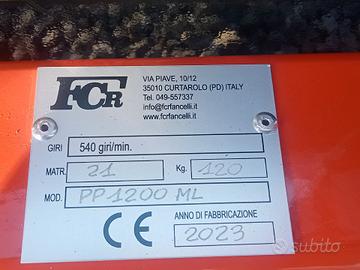 FCR
VIA PIAVE, 10/12
35010 CURTAROLO (PD) ITALY
Tel. 049-557337
info@fcrfancelli.it
www.fcrfancelli.it
GIRI 540 giri/min.
MATR. 21 Kg. 120
MOD. PP 1200 ML
CE ANNO DI FABBRICAZIONE
2023
subito